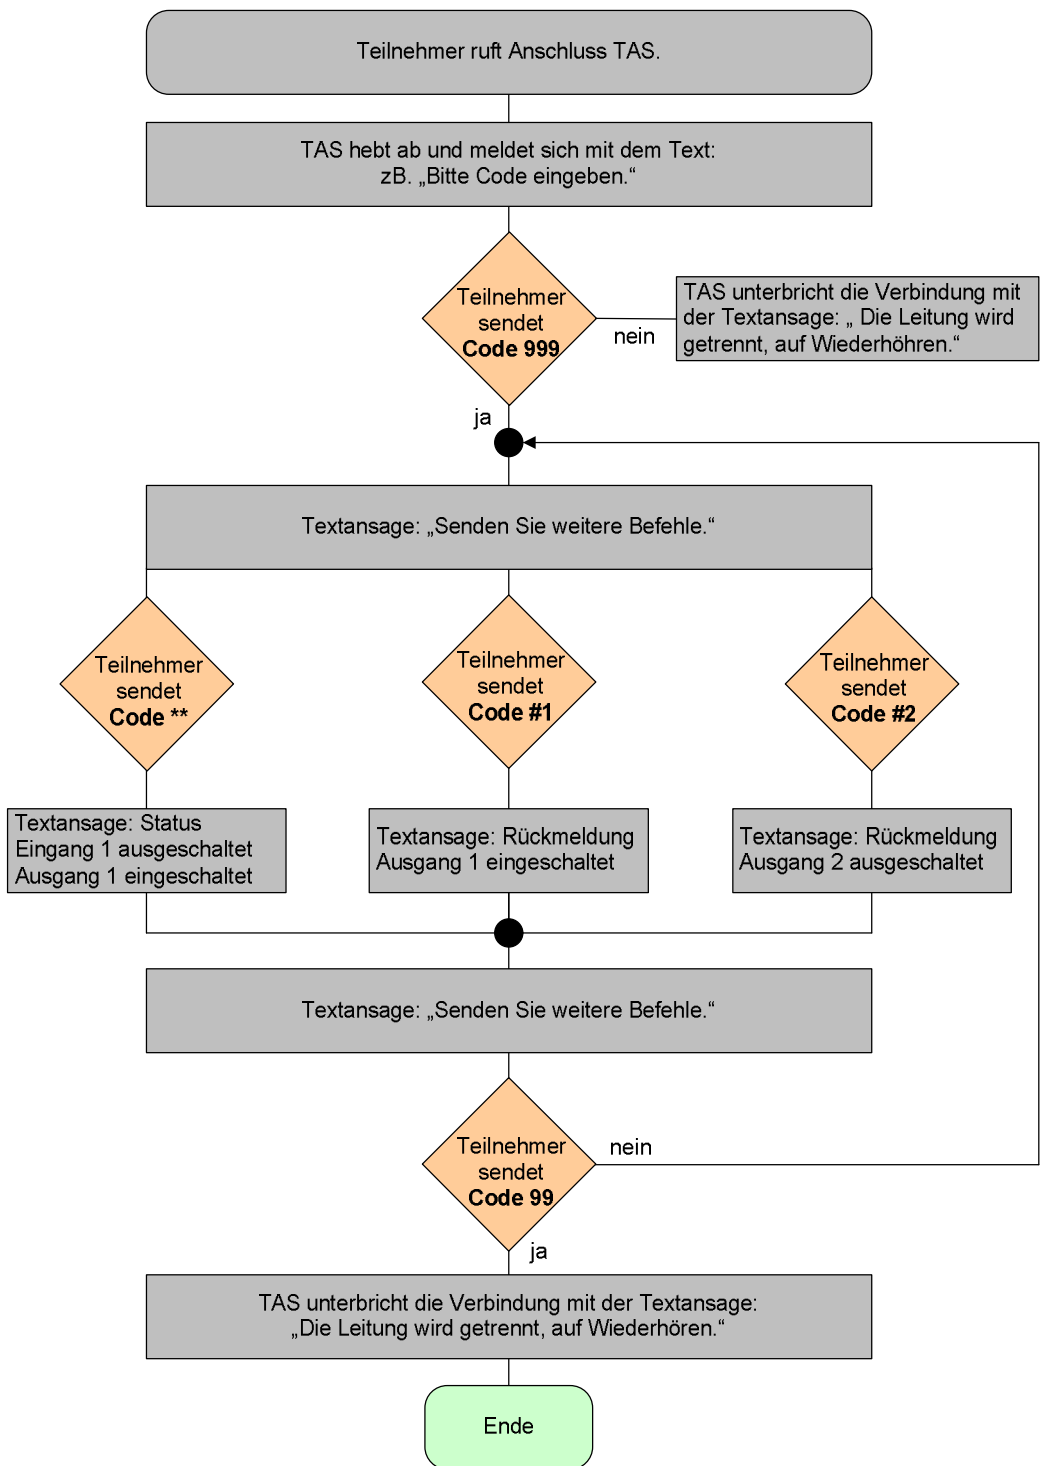 Teilnehmer ruft Anschluss TAS.
TAS hebt ab und meldet sich mit dem Text:
zB. „Bitte Code eingeben.“
Teilnehmer
sendet
Code 999
nein
TAS unterbricht die Verbindung mit
der Textansage: „ Die Leitung wird
getrennt, auf Wiederhöhren.“
ja
Textansage: „Senden Sie weitere Befehle.“
Teilnehmer
sendet
Code **
Teilnehmer
sendet
Code #1
Teilnehmer
sendet
Code #2
Textansage: Status
Eingang 1 ausgeschaltet
Ausgang 1 eingeschaltet
Textansage: Rückmeldung
Ausgang 1 eingeschaltet
Textansage: Rückmeldung
Ausgang 2 ausgeschaltet
Textansage: „Senden Sie weitere Befehle.“
Teilnehmer
sendet
Code 99
nein
ja
TAS unterbricht die Verbindung mit der Textansage:
„Die Leitung wird getrennt, auf Wiederhören.“
Ende